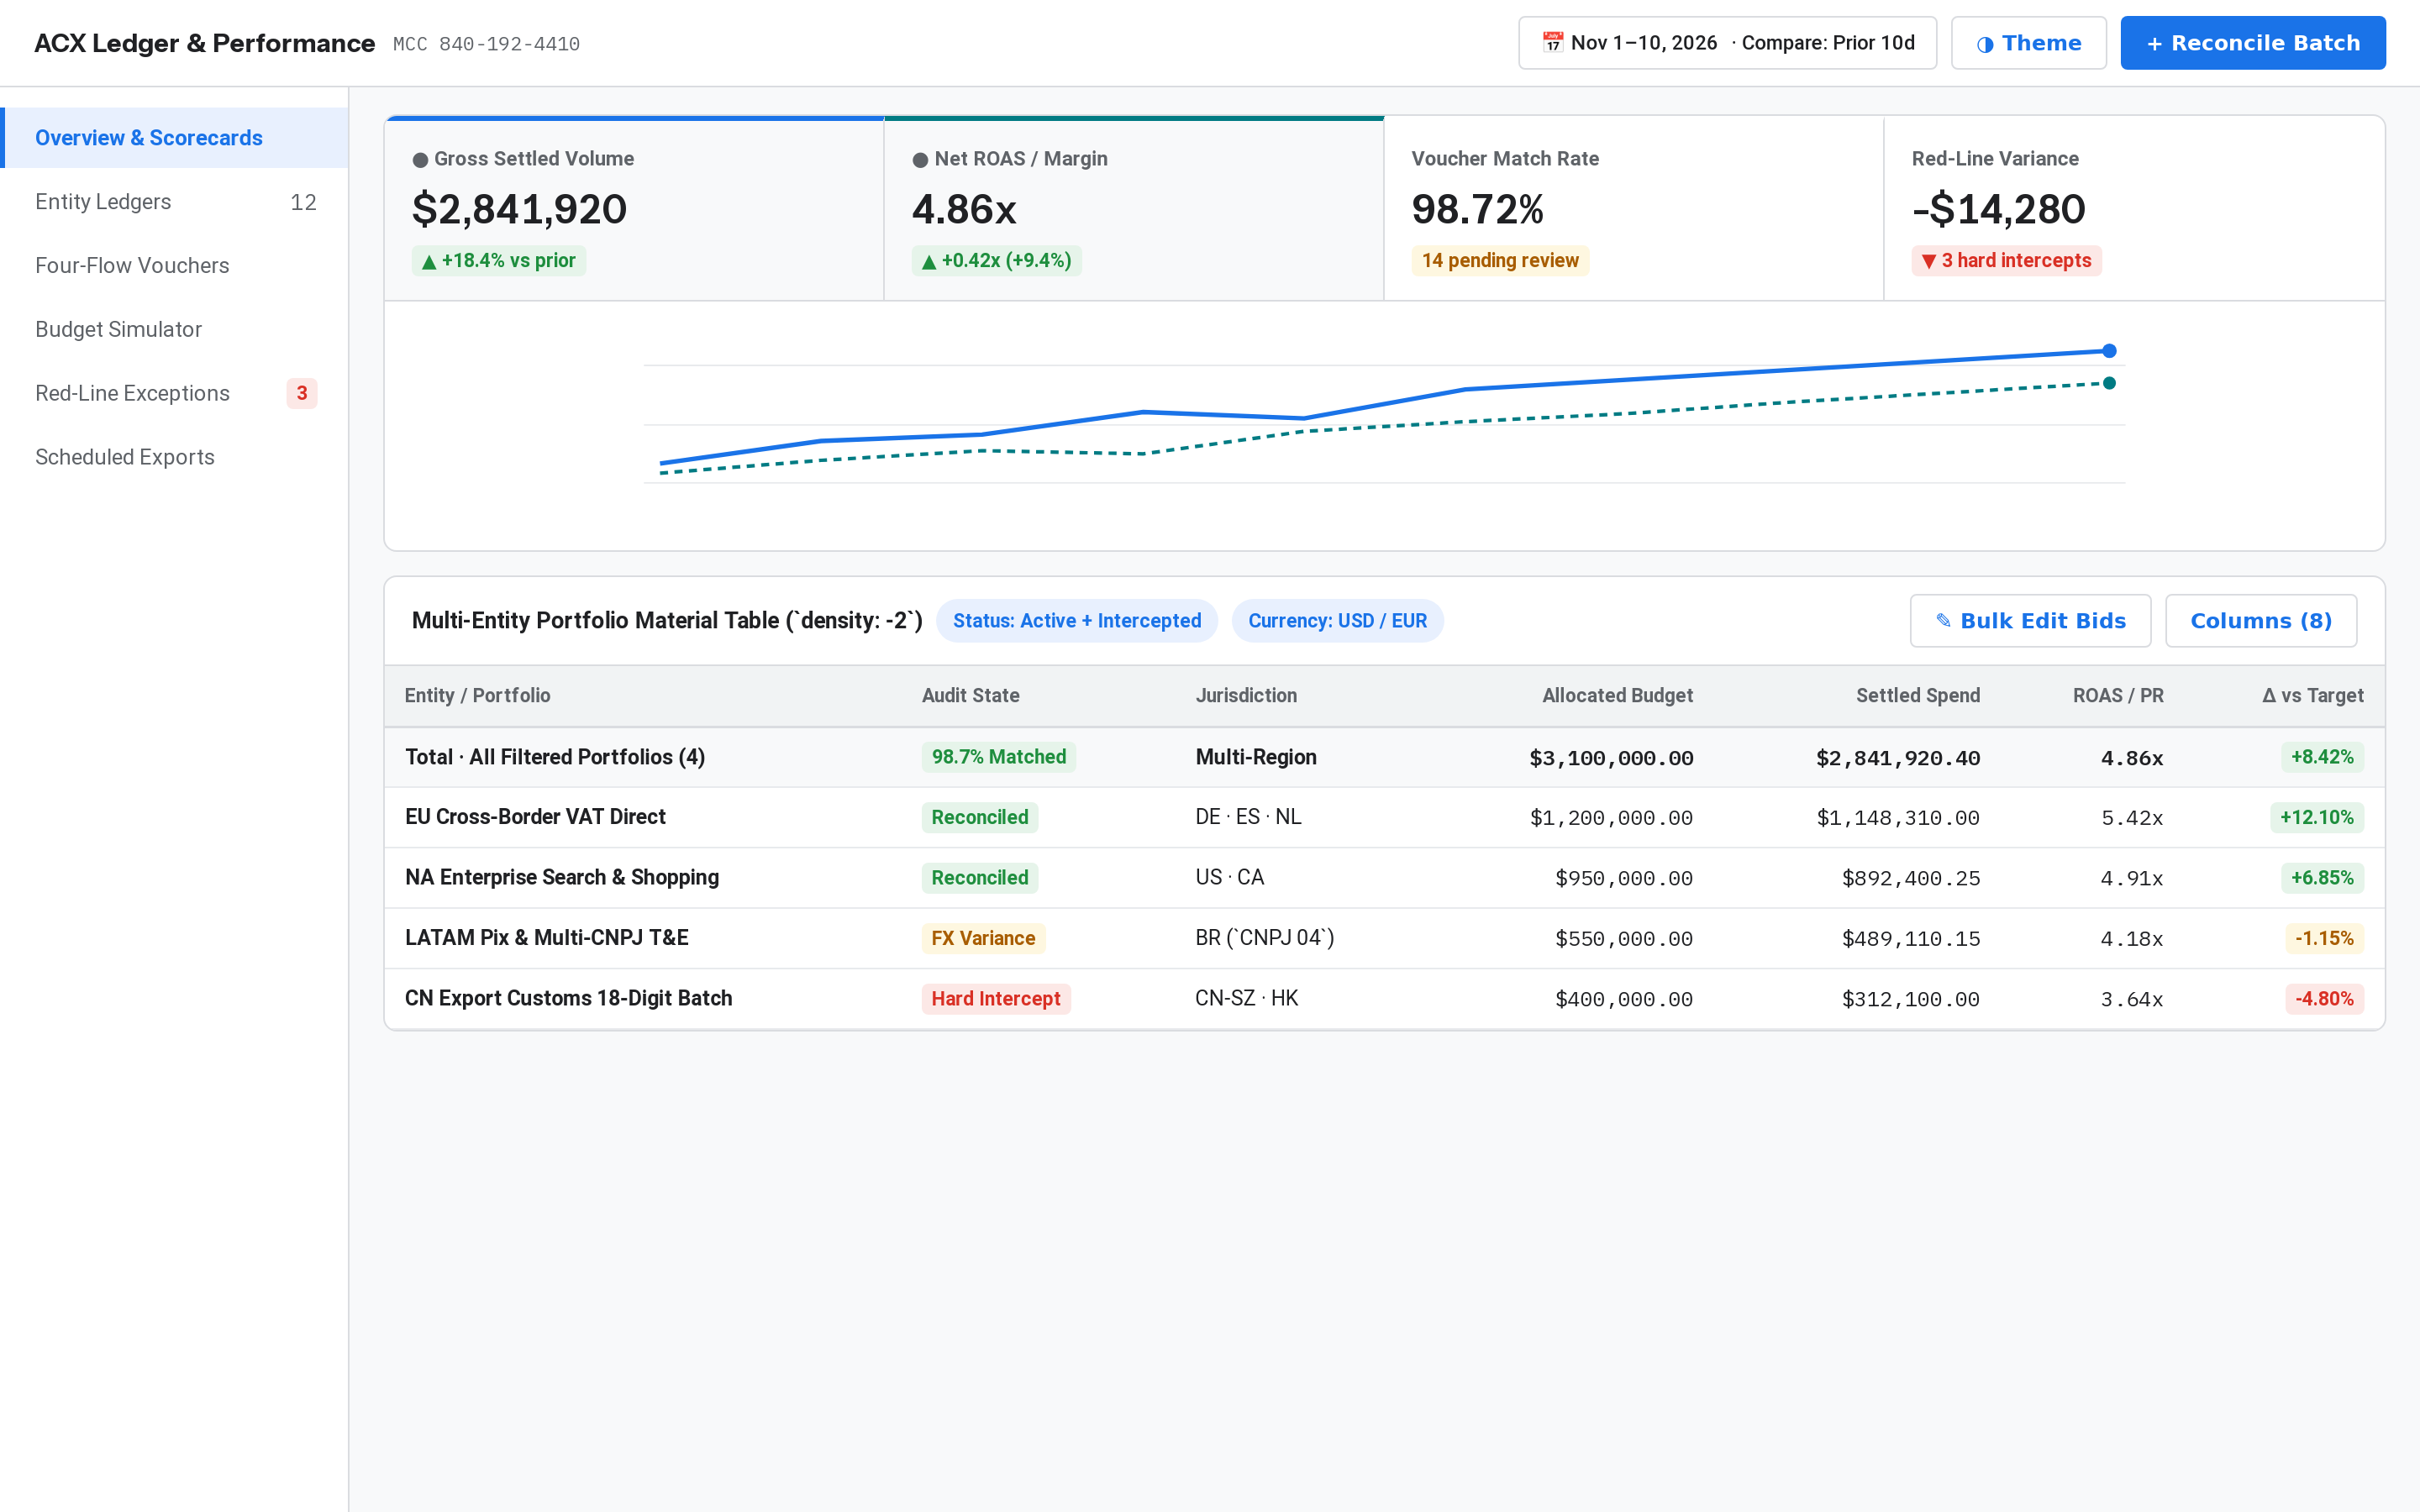 ACX Ledger & Performance MCC 840-192-4410
📅 Nov 1–10, 2026 · Compare: Prior 10d
◑ Theme
+ Reconcile Batch
Overview & Scorecards
Entity Ledgers 12
Four-Flow Vouchers
Budget Simulator
Red-Line Exceptions 3
Scheduled Exports
● Gross Settled Volume
$2,841,920
▲ +18.4% vs prior
● Net ROAS / Margin
4.86x
▲ +0.42x (+9.4%)
Voucher Match Rate
98.72%
14 pending review
Red-Line Variance
-$14,280
▼ 3 hard intercepts
Multi-Entity Portfolio Material Table (`density: -2`) Status: Active + Intercepted Currency: USD / EUR ✎ Bulk Edit Bids Columns (8)
Entity / Portfolio Audit State Jurisdiction Allocated Budget Settled Spend ROAS / PR Δ vs Target
Total · All Filtered Portfolios (4) 98.7% Matched Multi-Region $3,100,000.00 $2,841,920.40 4.86x +8.42%
EU Cross-Border VAT Direct Reconciled DE · ES · NL $1,200,000.00 $1,148,310.00 5.42x +12.10%
NA Enterprise Search & Shopping Reconciled US · CA $950,000.00 $892,400.25 4.91x +6.85%
LATAM Pix & Multi-CNPJ T&E FX Variance BR (`CNPJ 04`) $550,000.00 $489,110.15 4.18x -1.15%
CN Export Customs 18-Digit Batch Hard Intercept CN-SZ · HK $400,000.00 $312,100.00 3.64x -4.80%